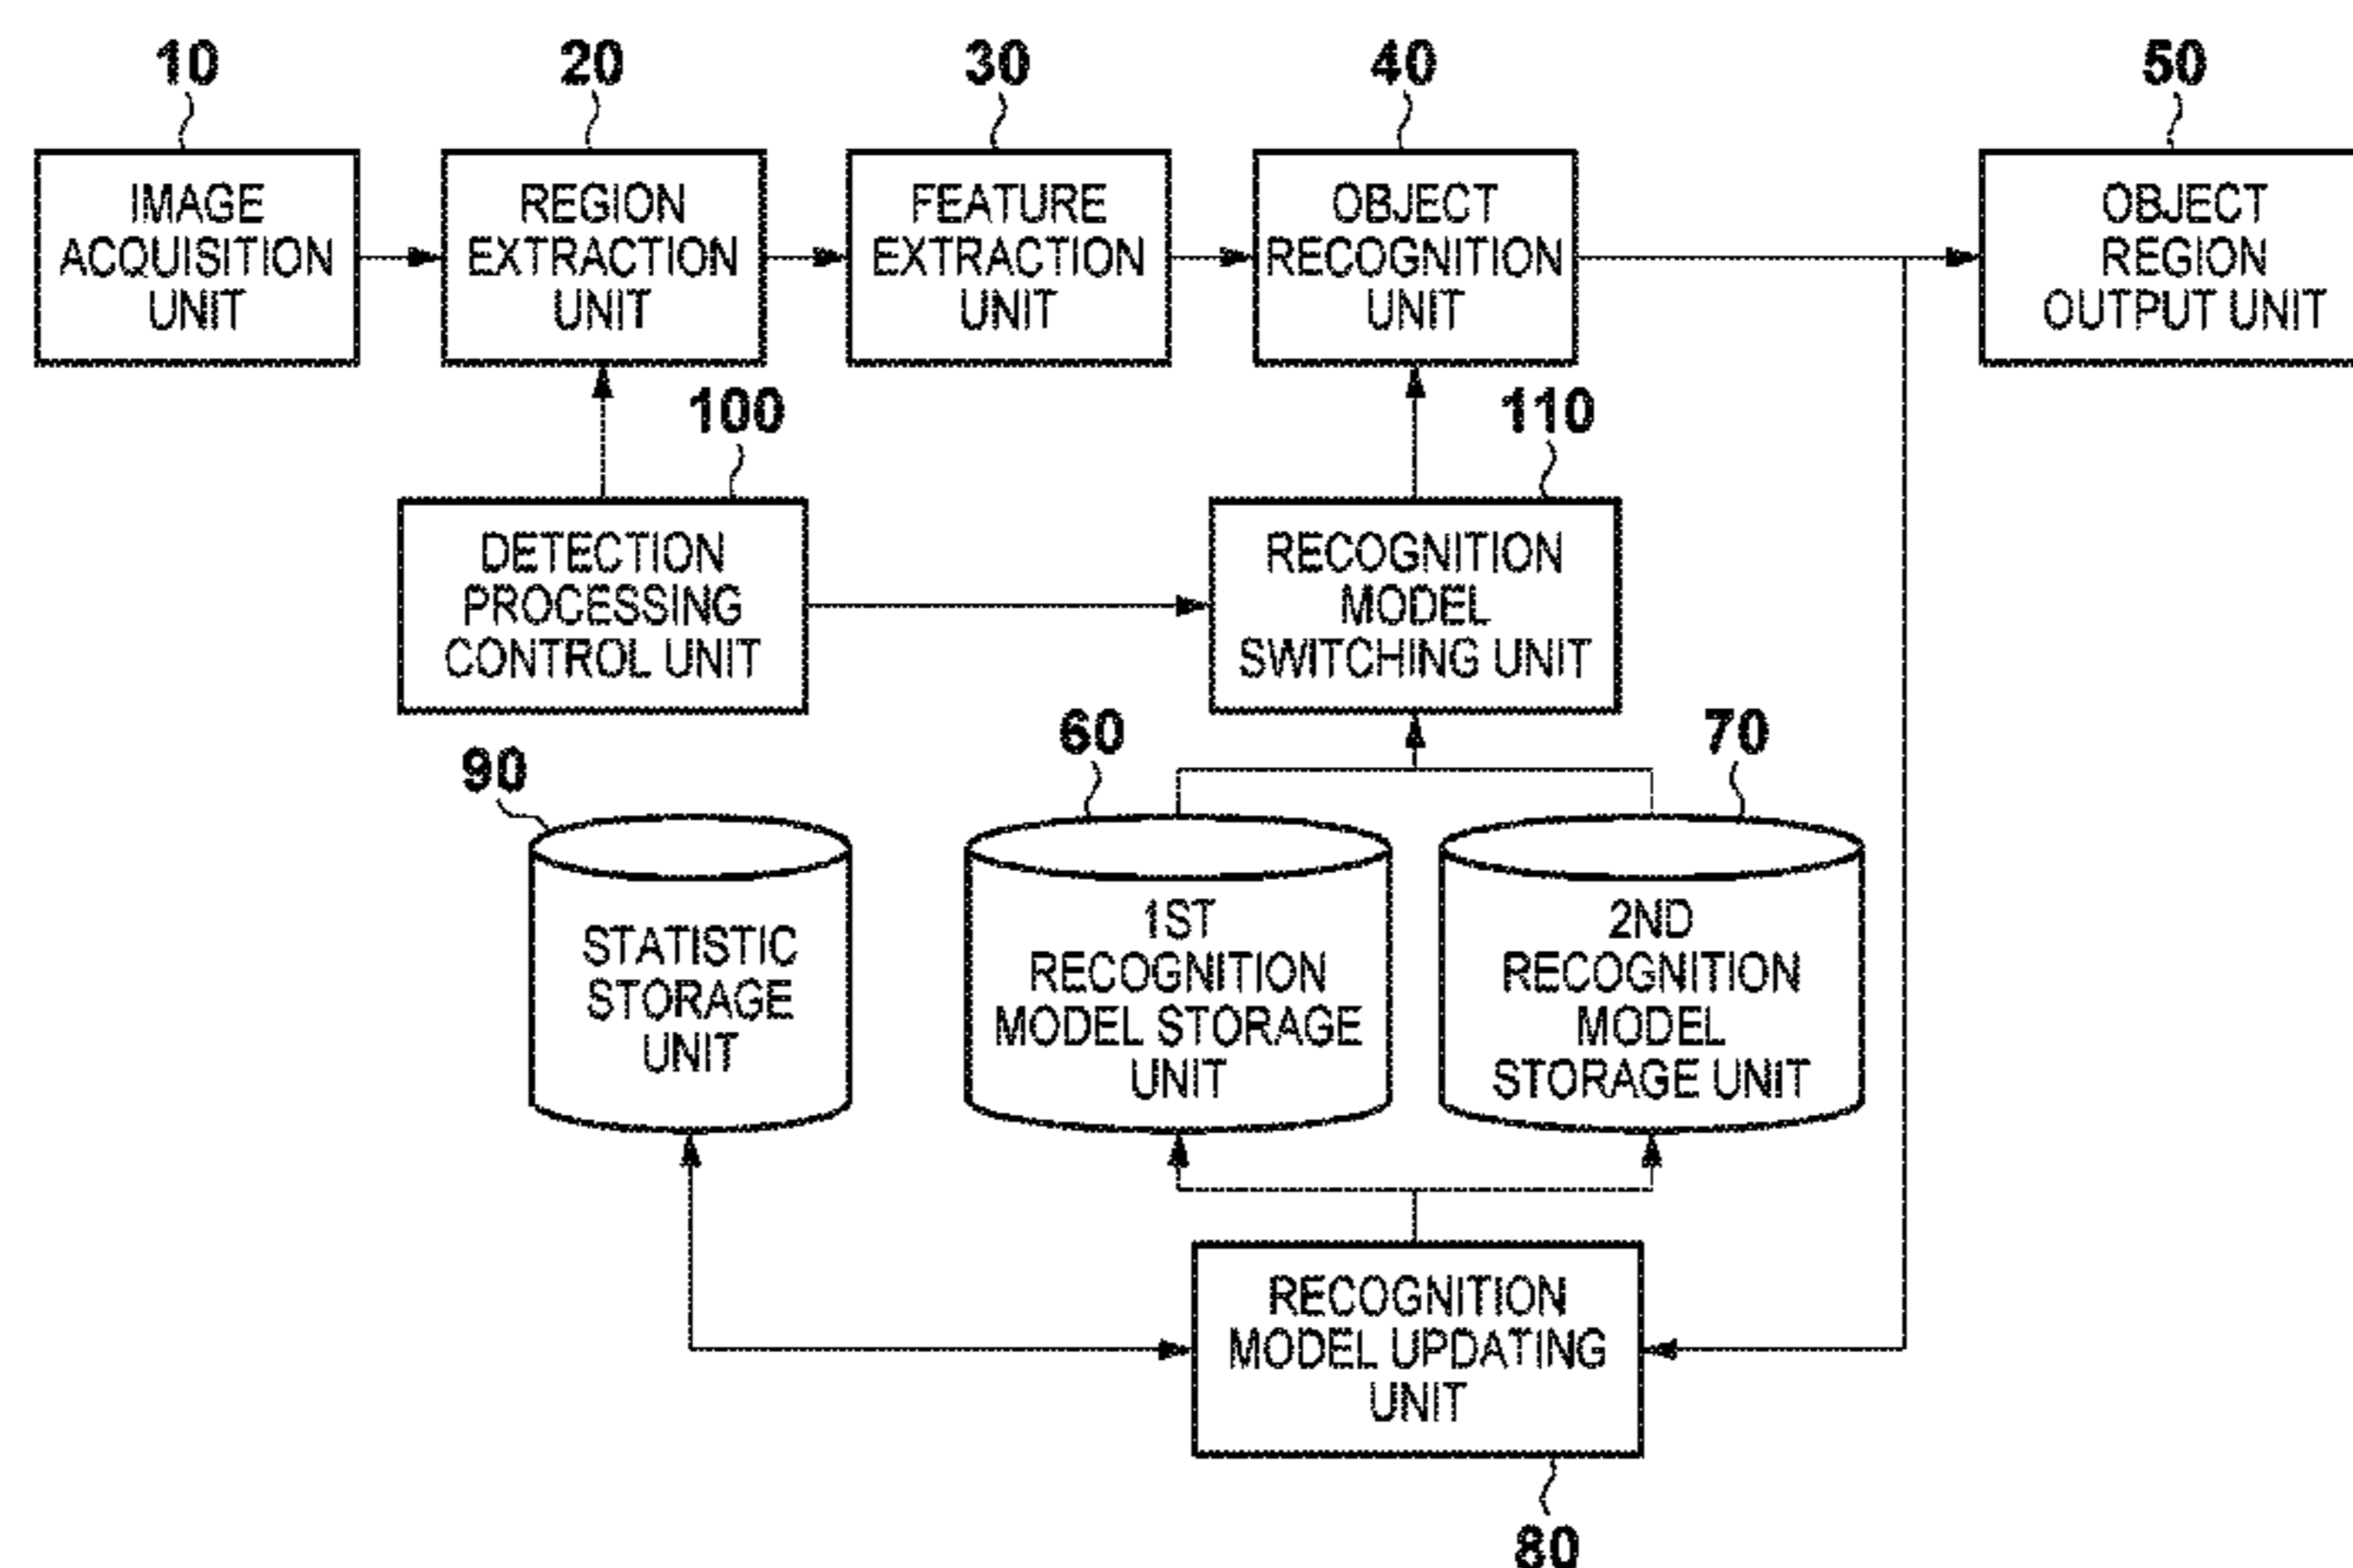 10
20
30
40
50
IMAGE
ACQUISITION
UNIT
REGION
EXTRACTION
UNIT
FEATURE
EXTRACTION
UNIT
OBJECT
RECOGNITION
UNIT
OBJECT
REGION
OUTPUT UNIT
100
110
DETECTION
PROCESSING
CONTROL UNIT
RECOGNITION
MODEL
SWITCHING UNIT
90
60
70
STATISTIC
STORAGE
UNIT
1ST
RECOGNITION
MODEL STORAGE
UNIT
2ND
RECOGNITION
MODEL
STORAGE UNIT
RECOGNITION
MODEL UPDATING
UNIT
80